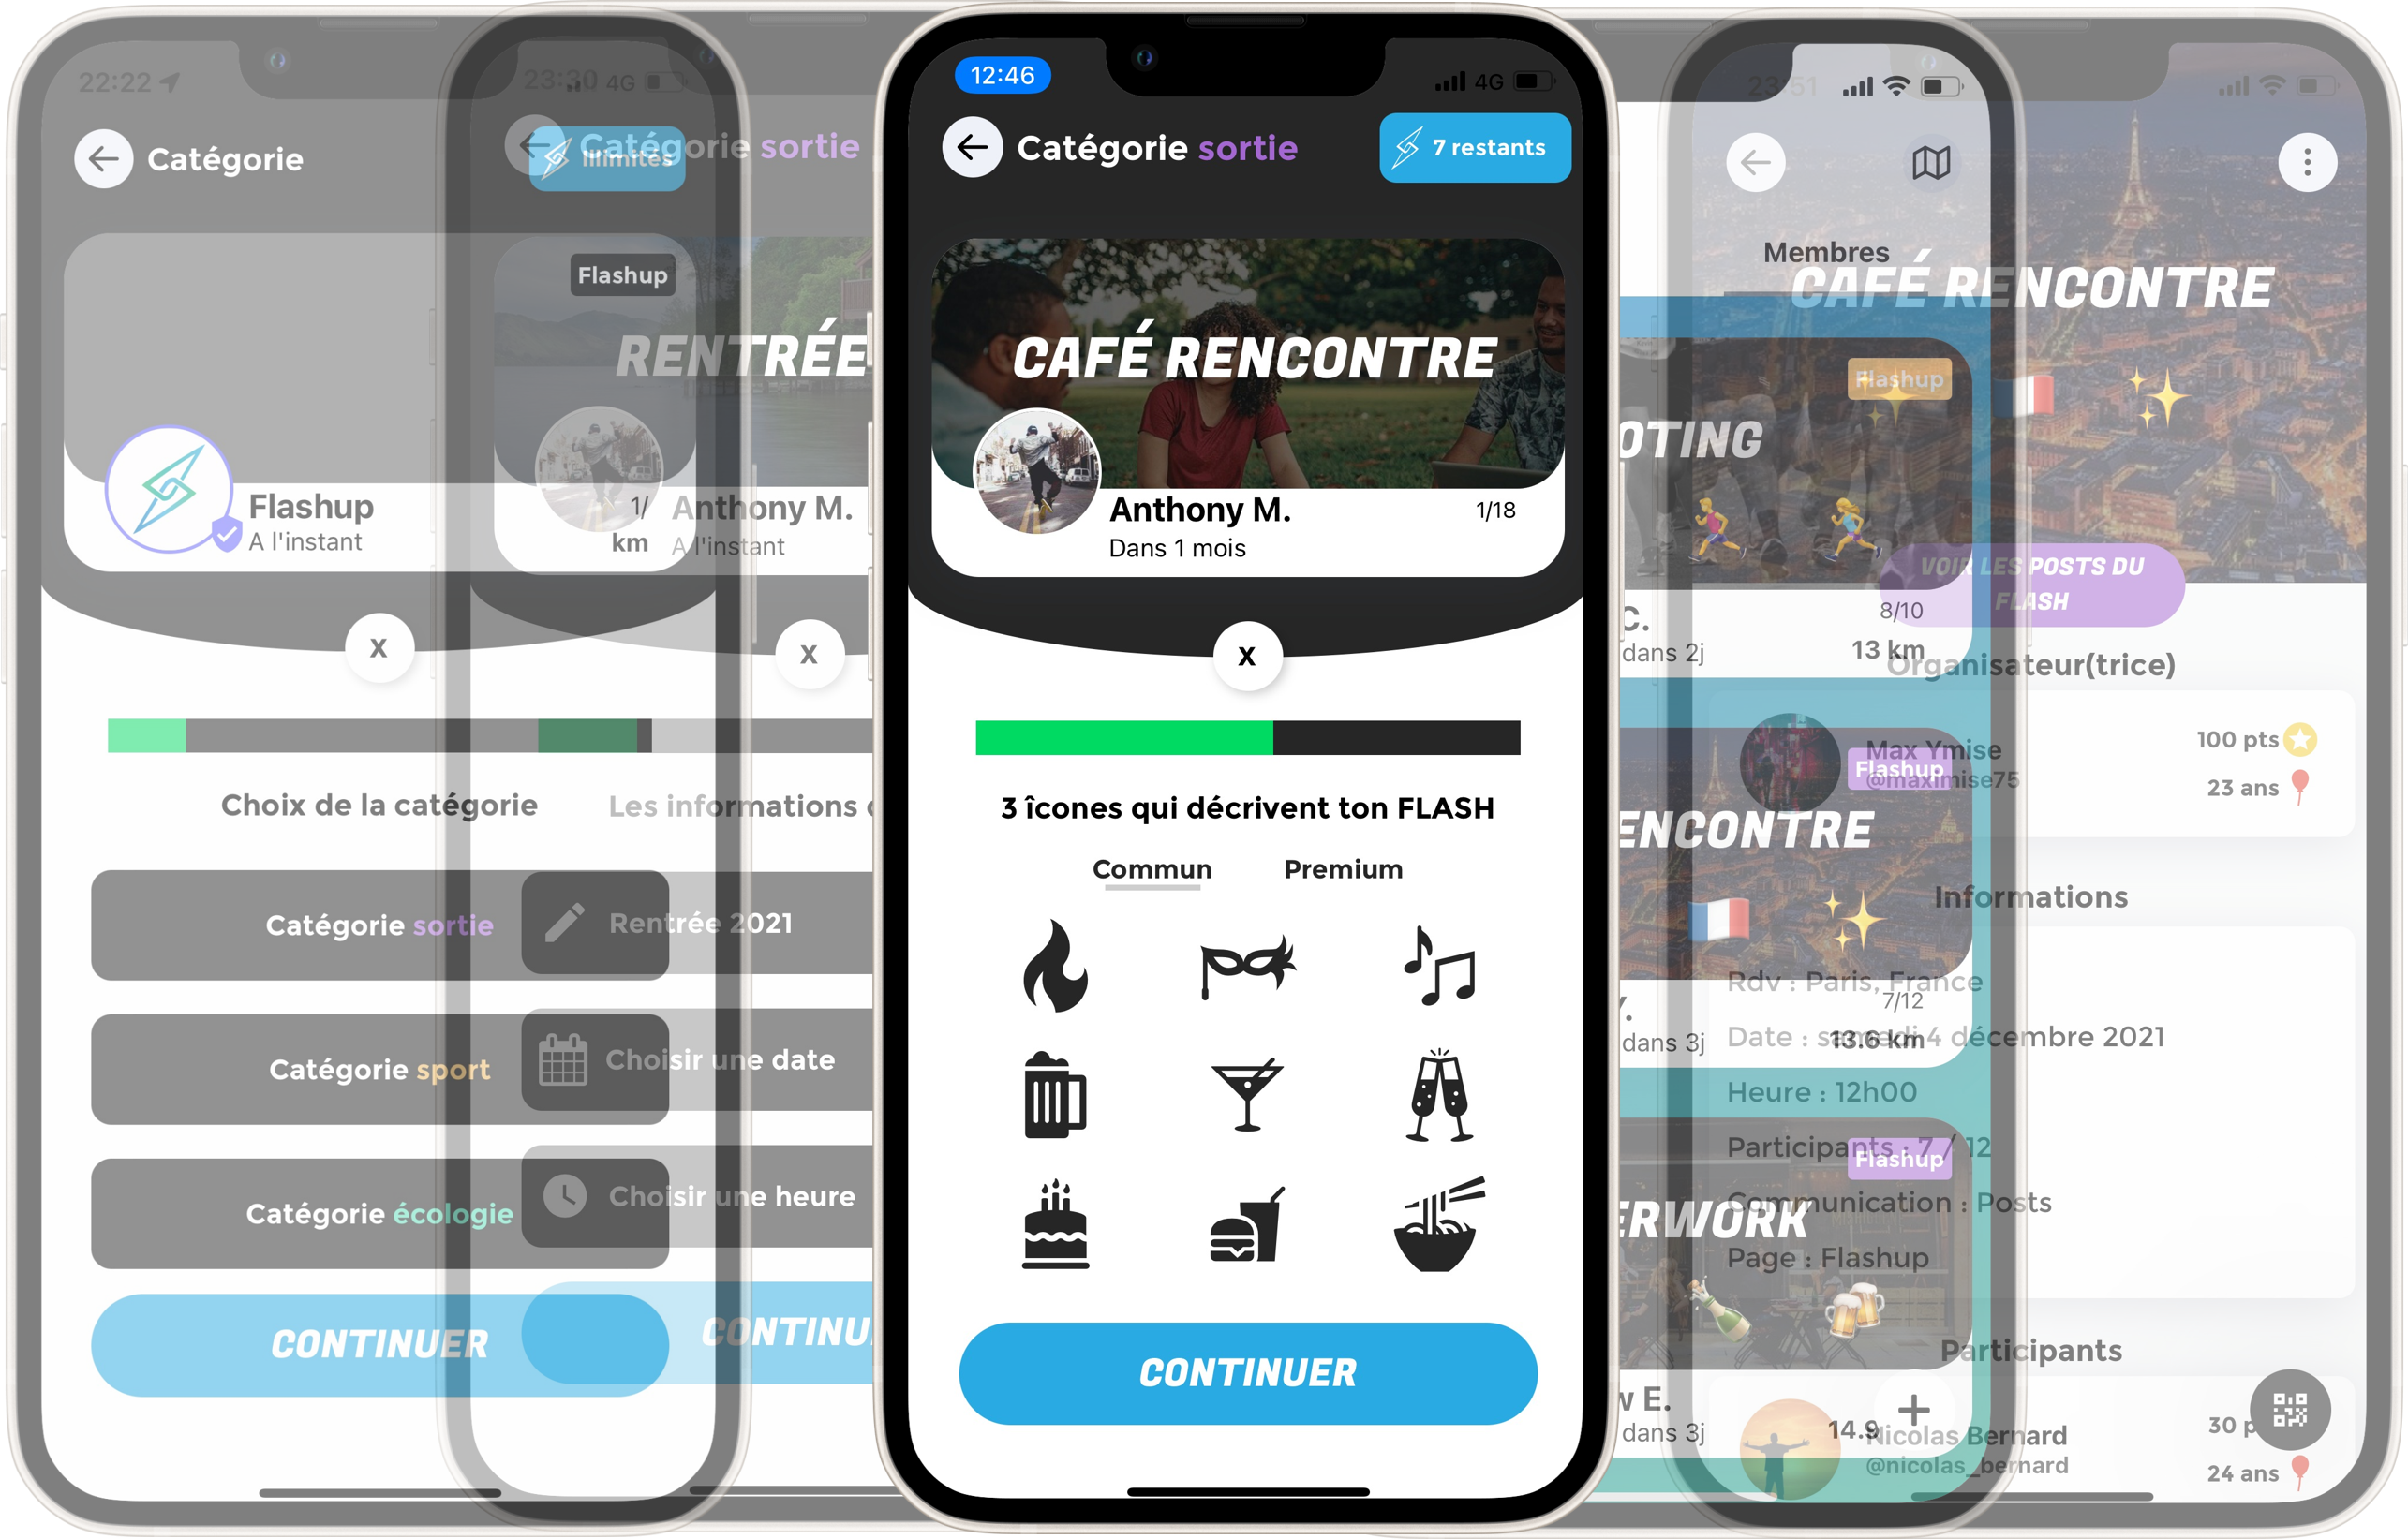 22:22
Catégorie
Illimités
Flashup
Flashup
A l'instant
1/
km
Choix de la catégorie
Catégorie sortie
Catégorie sport
Catégorie écologie
CONTINUER
23:30 4G
Catégorie sortie
RENTRÉE
Anthony M.
A l'instant
X
X
Les informations
Rentrée 2021
Choisir une date
Choisir une heure
CONTINU
12:46 4G
Catégorie sortie
7 restants
CAFÉ RENCONTRE
Anthony M. 1/18
Dans 1 mois
X
3 îcones qui décrivent ton FLASH
Commun Premium
CONTINUER
Membres
Flashup
OTING
C. 8/10
dans 2j 13 km
Flashup
ENCONTRE
7/12
dans 3j 13.6 km
Flashup
ERWORK
E.
dans 3j 14.9
23:51
CAFÉ RENCONTRE
VOIR LES POSTS DU
FLASH
Organisateur(trice)
Max Ymise 100 pts
@maximise75 23 ans
Informations
Rdv : Paris, France
Date : samedi 4 décembre 2021
Heure : 12h00
Participants : 7 / 12
Communication : Posts
Page : Flashup
Participants
Nicolas Bernard 30 p
@nicolas_bernard 24 ans